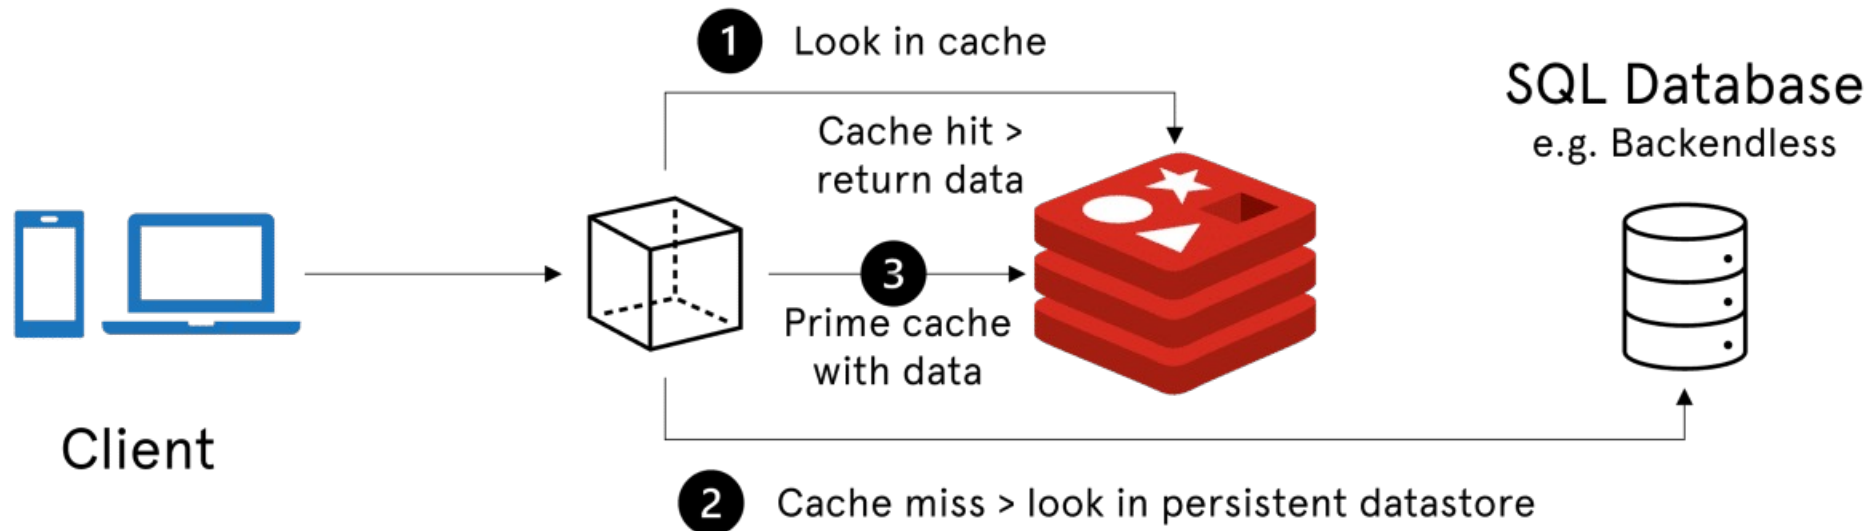 1 Look in cache
Cache hit >
return data
SQL Database
e.g. Backendless
3
Prime cache
with data
Client
2 Cache miss > look in persistent datastore